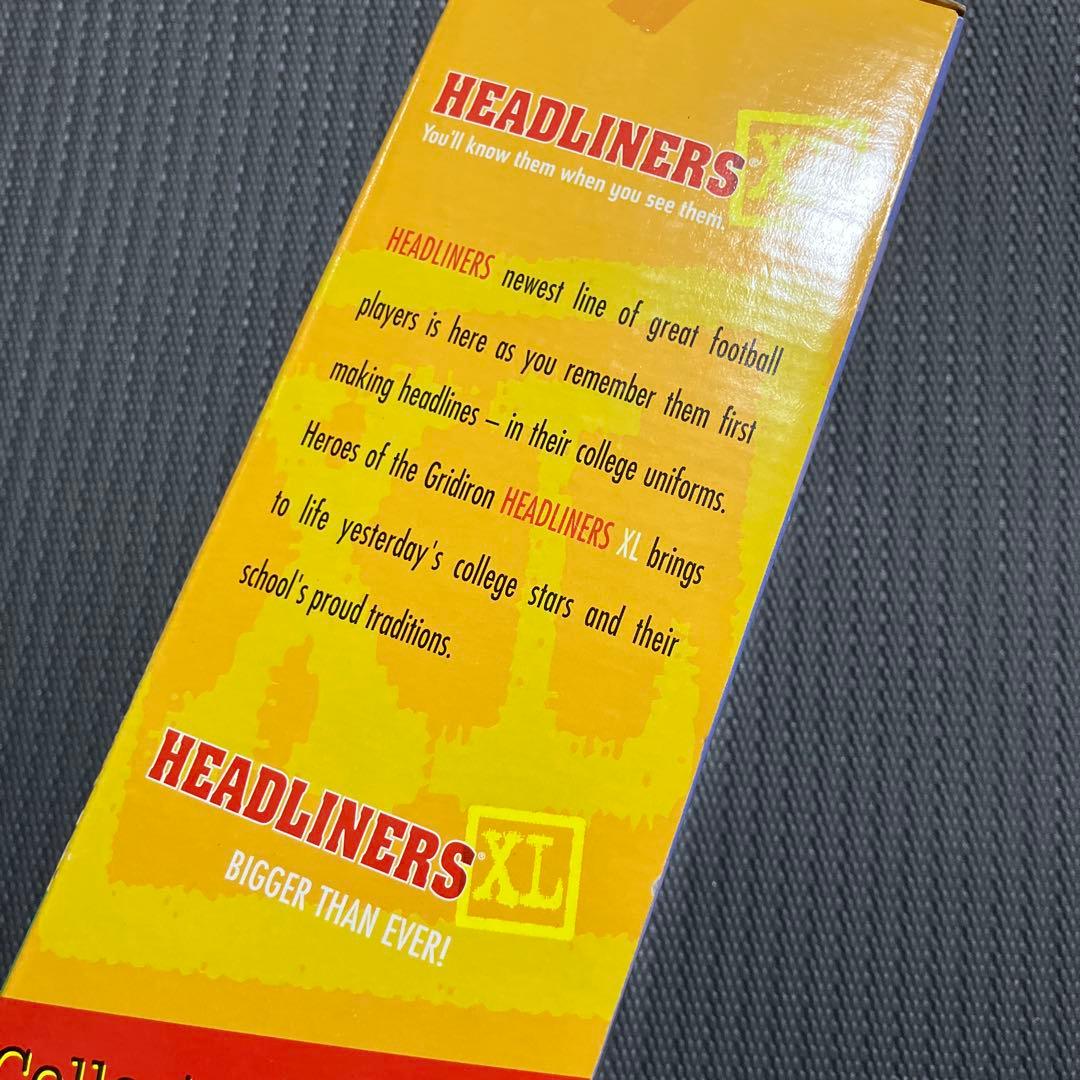 HEADLINERS® XL
You'll know them when you see them.
HEADLINERS newest line of great football
players is here as you remember them first
making headlines – in their college uniforms.
Heroes of the Gridiron HEADLINERS XL brings
to life yesterday's college stars and their
school's proud traditions.
HEADLINERS® XL
BIGGER THAN EVER!